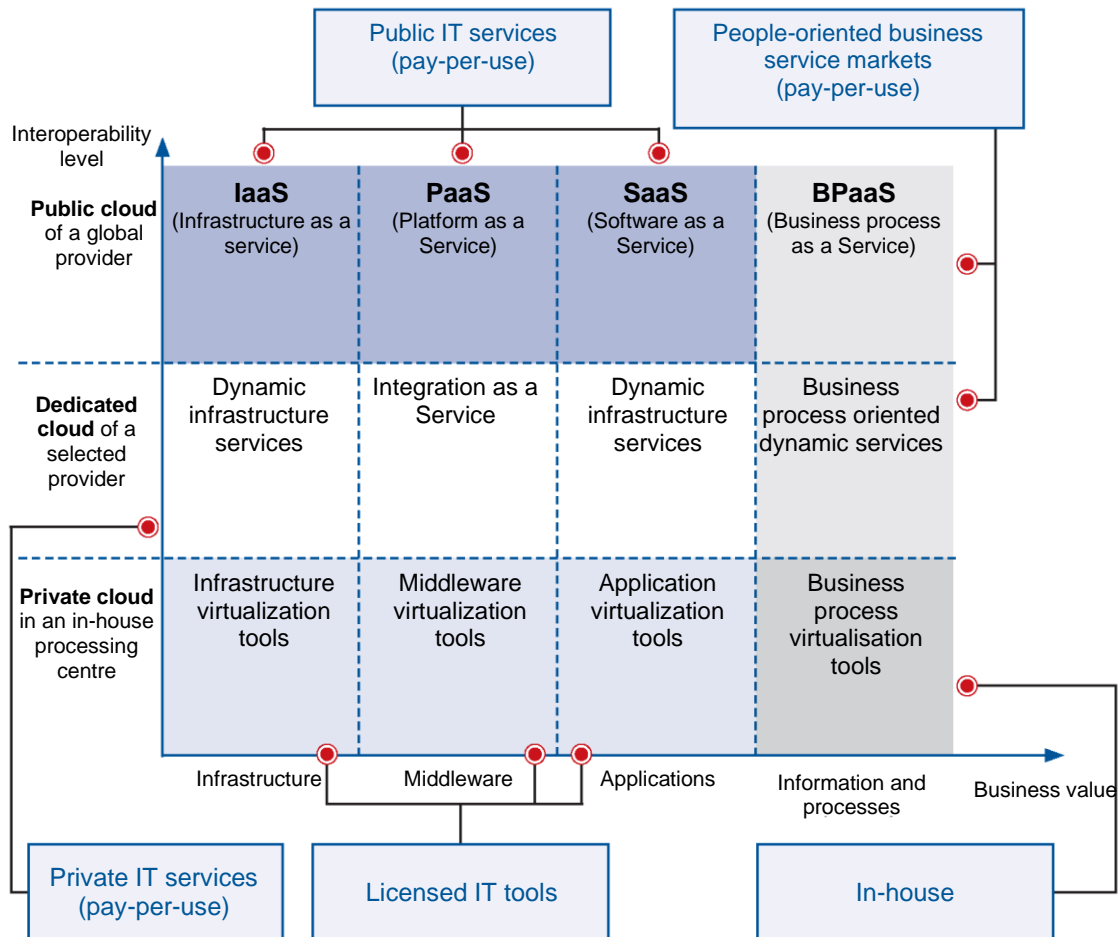 Public IT services
(pay-per-use)
People-oriented business
service markets
(pay-per-use)
Interoperability
level
Public cloud
of a global
provider
IaaS
(Infrastructure as a
service)
PaaS
(Platform as a
Service)
SaaS
(Software as a
Service)
BPaaS
(Business process
as a Service)
Dedicated
cloud of a
selected
provider
Dynamic
infrastructure
services
Integration as a
Service
Dynamic
infrastructure
services
Business
process oriented
dynamic services
Private cloud
in an in-house
processing
centre
Infrastructure
virtualization
tools
Middleware
virtualization
tools
Application
virtualization
tools
Business
process
virtualisation
tools
Infrastructure
Middleware
Applications
Information and
processes
Business value
Private IT services
(pay-per-use)
Licensed IT tools
In-house